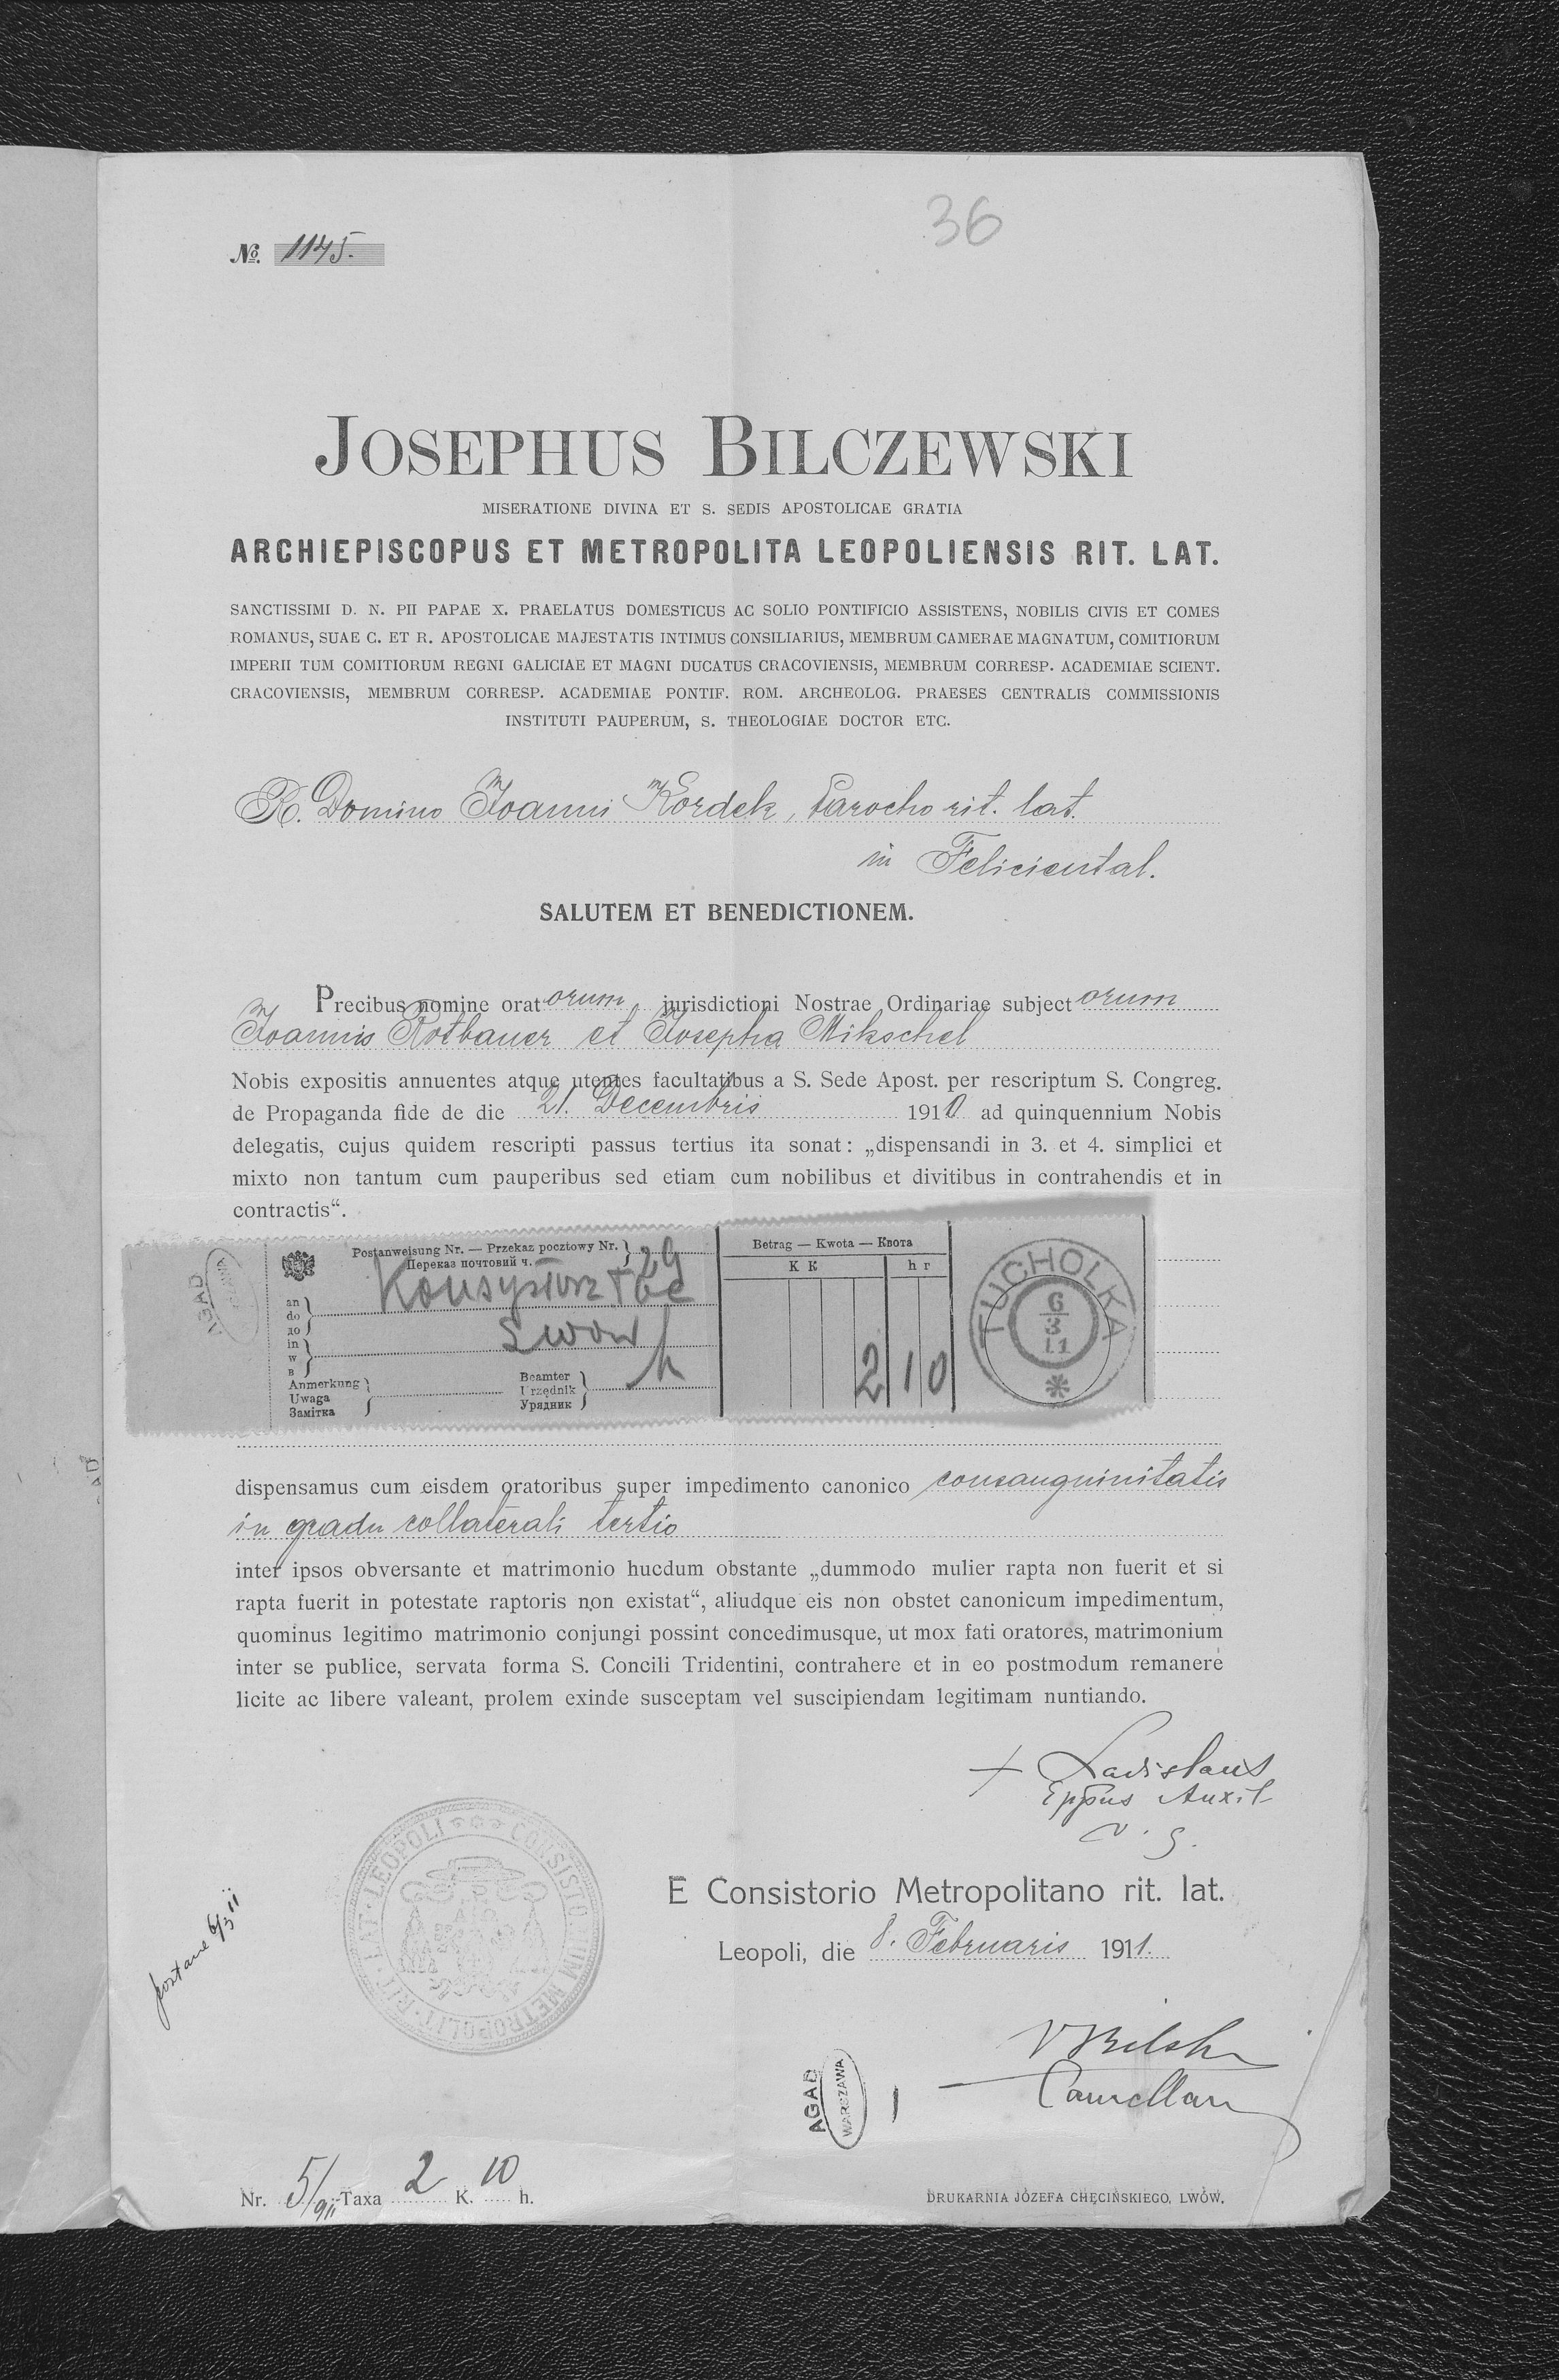 36
No. 1145.
JOSEPHUS BILCZEWSKI
MISERATIONE DIVINA ET S. SEDIS APOSTOLICAE GRATIA
ARCHIEPISCOPUS ET METROPOLITA LEOPOLIENSIS RIT. LAT.
SANCTISSIMI D. N. PII PAPAE X. PRAELATUS DOMESTICUS AC SOLIO PONTIFICIO ASSISTENS, NOBILIS CIVIS ET COMES
ROMANUS, SUAE C. ET R. APOSTOLICAE MAJESTATIS INTIMUS CONSILIARIUS, MEMBRUM CAMERAE MAGNATUM, COMITIORUM
IMPERII TUM COMITIORUM REGNI GALICIAE ET MAGNI DUCATUS CRACOVIENSIS, MEMBRUM CORRESP. ACADEMIAE SCIENT.
CRACOVIENSIS, MEMBRUM CORRESP. ACADEMIAE PONTIF. ROM. ARCHEOLOG. PRAESES CENTRALIS COMMISSIONIS
INSTITUTI PAUPERUM, S. THEOLOGIAE DOCTOR ETC.
R. Domino Joanni Kordek, Parocho rit. lat.
in Feliciental.
SALUTEM ET BENEDICTIONEM.
Precibus nomine oratorum jurisdictioni Nostrae Ordinariae subjectorum
Joannis Rotbauer et Josepha Mikschel
Nobis expositis annuentes atque utentes facultatibus a S. Sede Apost. per rescriptum S. Congreg.
de Propaganda fide de die 21. Decembris 1910 ad quinquennium Nobis
delegatis, cujus quidem rescripti passus tertius ita sonat: „dispensandi in 3. et 4. simplici et
mixto non tantum cum pauperibus sed etiam cum nobilibus et divitibus in contrahendis et in
contractis“.
AGAD
Postanweisung Nr. — Przekaz pocztowy Nr. 29
Переказ почтовий ч.
Betrag — Kwota — Квота
K К h г
an
do
до
in
w
в
Lwów
2 10
Anmerkung
Uwaga
Замітка
Beamter
Urzędnik
Урядник
TUCHOLKA
6
3
11
dispensamus cum eisdem oratoribus super impedimento canonico consanguinitatis
in gradu collaterali tertio
inter ipsos obversante et matrimonio hucdum obstante „dummodo mulier rapta non fuerit et si
rapta fuerit in potestate raptoris non existat“, aliudque eis non obstet canonicum impedimentum,
quominus legitimo matrimonio conjungi possint concedimusque, ut mox fati oratores, matrimonium
inter se publice, servata forma S. Concili Tridentini, contrahere et in eo postmodum remanere
licite ac libere valeant, prolem exinde susceptam vel suscipiendam legitimam nuntiando.
+ Ladislaus
Eppus Auxil
v. g.
CONSISTORIUM METROPOLIT. RIT. LAT. LEOPOLI
E Consistorio Metropolitano rit. lat.
Leopoli, die 8. Februaris 1911.
6/3 11
Cancellar
AGAD
WARSZAWA
Nr. 5/911 Taxa 2 K. 10 h.
DRUKARNIA JÓZEFA CHĘCIŃSKIEGO, LWÓW.